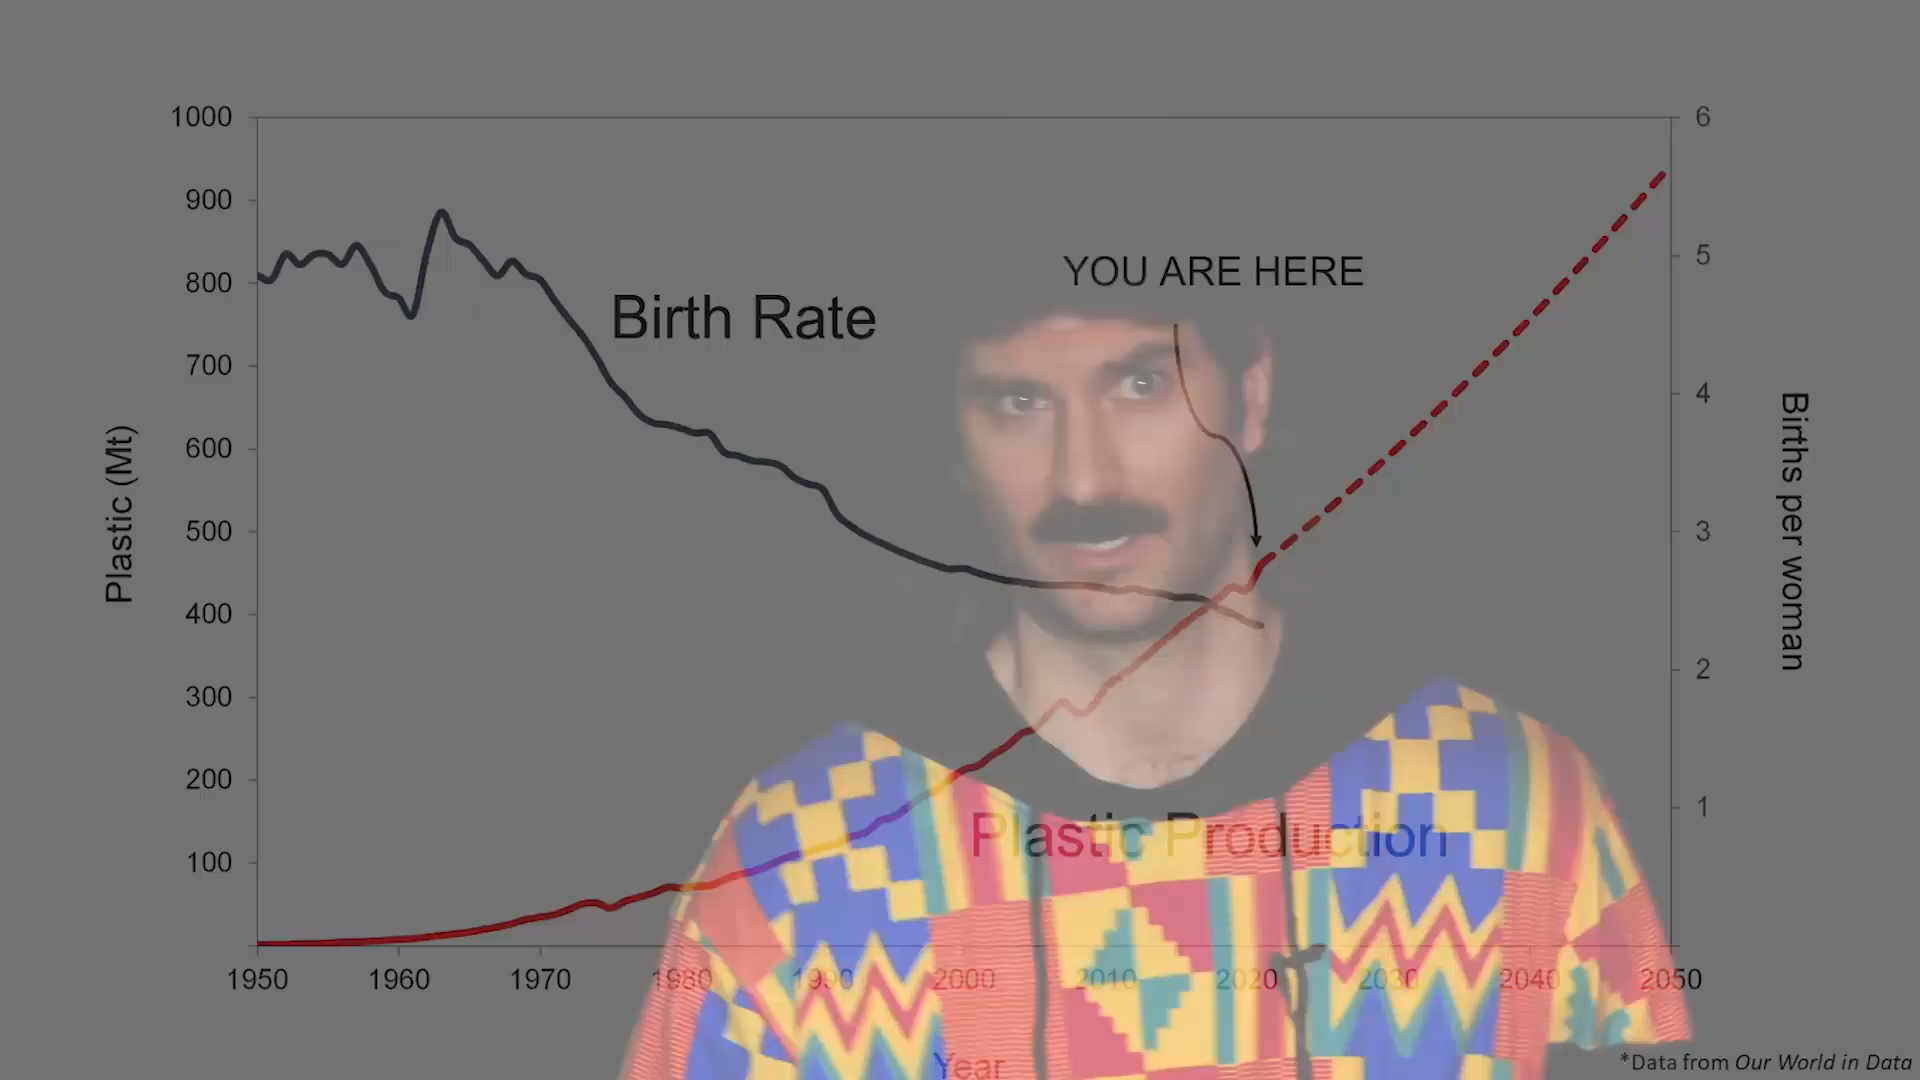 1000
900
800
700
600
500
400
300
200
100
Plastic (Mt)
Birth Rate
YOU ARE HERE
Plastic Production
6
5
4
3
2
1
Births per woman
1950 1960 1970 1980 1990 2000 2010 2020 2030 2040 2050
Year
*Data from Our World in Data